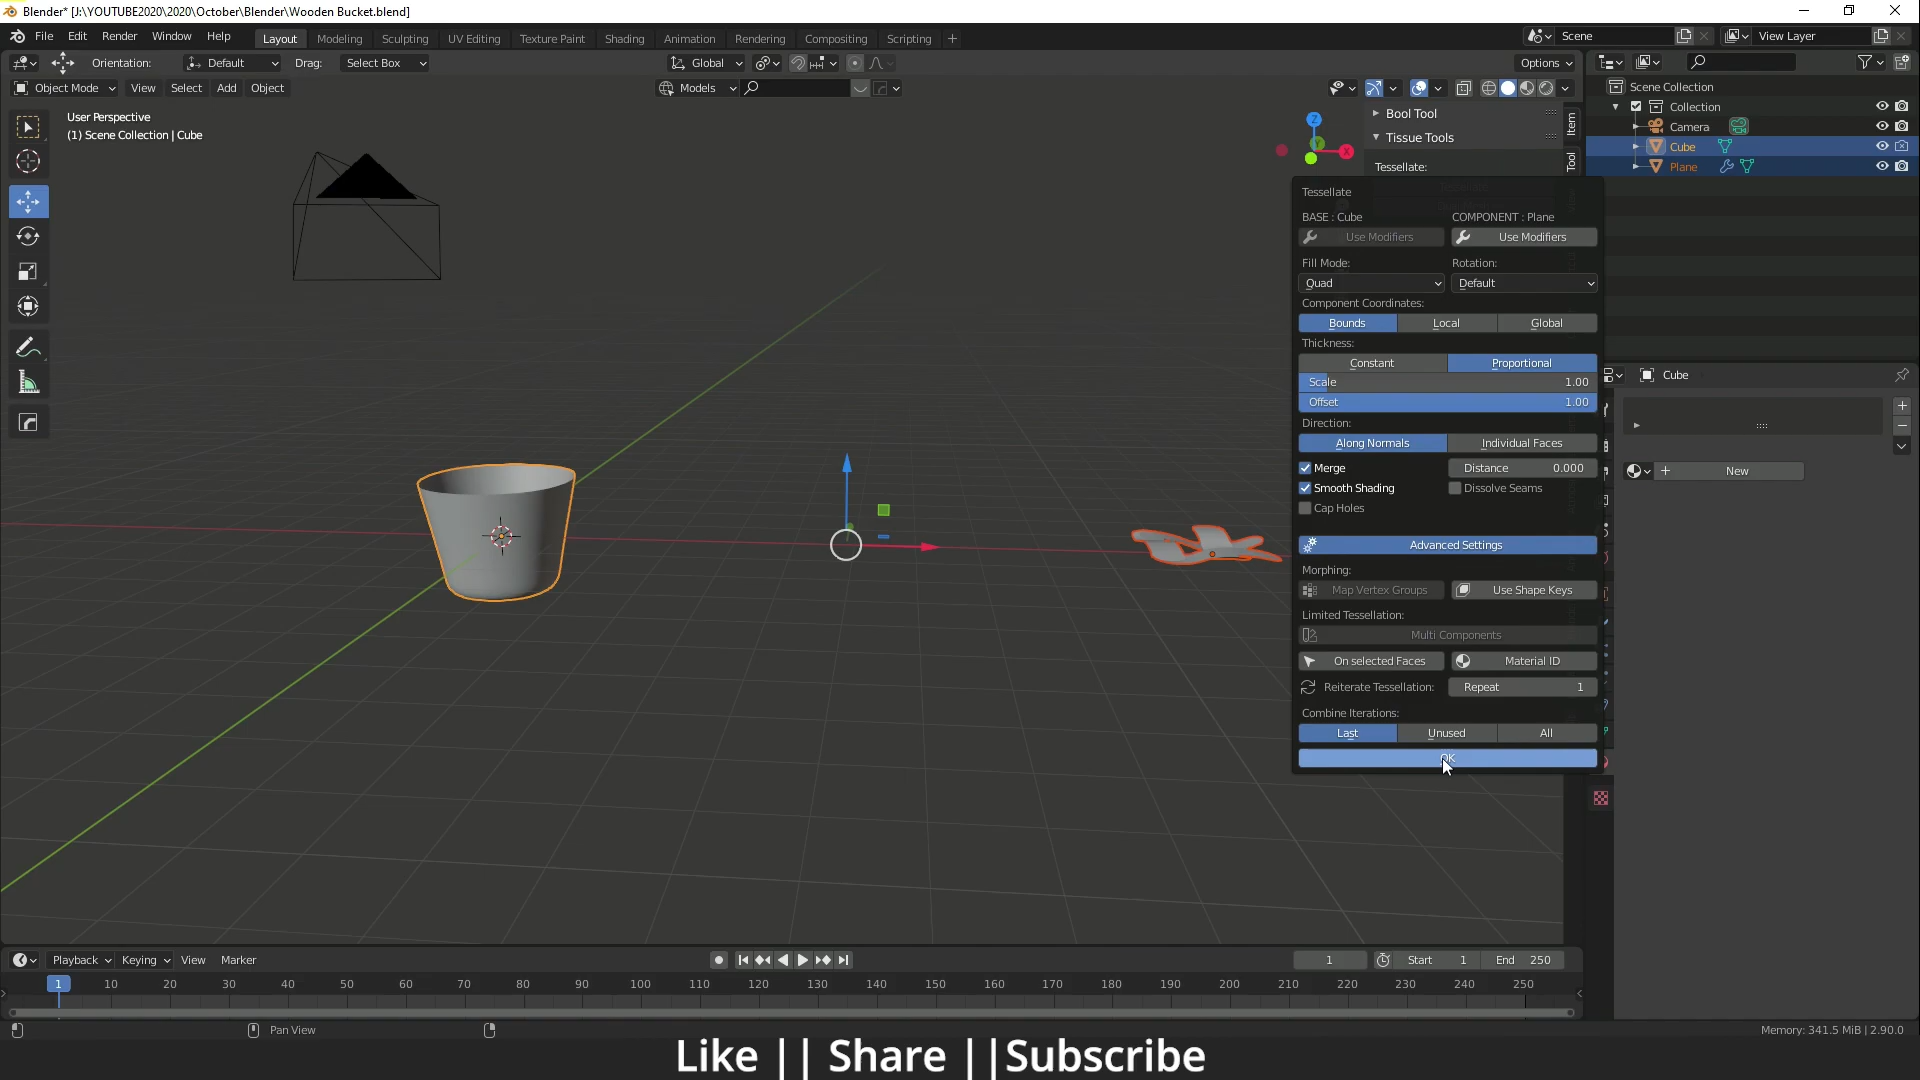 Blender* [J:\YOUTUBE2020\2020\October\Blender\Wooden Bucket.blend]
File Edit Render Window Help Layout Modeling Sculpting UV Editing Texture Paint Shading Animation Rendering Compositing Scripting + Scene View Layer
Orientation: Default Drag: Select Box Global Options
Object Mode View Select Add Object Models
User Perspective
(1) Scene Collection | Cube
Bool Tool
Tissue Tools
Tessellate:
Item
Tool
Z
X
Y
Tessellate
BASE : Cube COMPONENT : Plane
Use Modifiers Use Modifiers
Fill Mode: Rotation:
Quad Default
Component Coordinates:
Bounds Local Global
Thickness:
Constant Proportional
Scale 1.00
Offset 1.00
Direction:
Along Normals Individual Faces
Merge Distance 0.000
Smooth Shading Dissolve Seams
Cap Holes
Advanced Settings
Morphing:
Map Vertex Groups Use Shape Keys
Limited Tessellation:
Multi Components
On selected Faces Material ID
Reiterate Tessellation: Repeat 1
Combine Iterations:
Last Unused All
OK
Scene Collection
Collection
Camera
Cube
Plane
Cube
New
Playback Keying View Marker 1 Start 1 End 250
1 10 20 30 40 50 60 70 80 90 100 110 120 130 140 150 160 170 180 190 200 210 220 230 240 250
Pan View Memory: 341.5 MiB | 2.90.0
Like || Share ||Subscribe